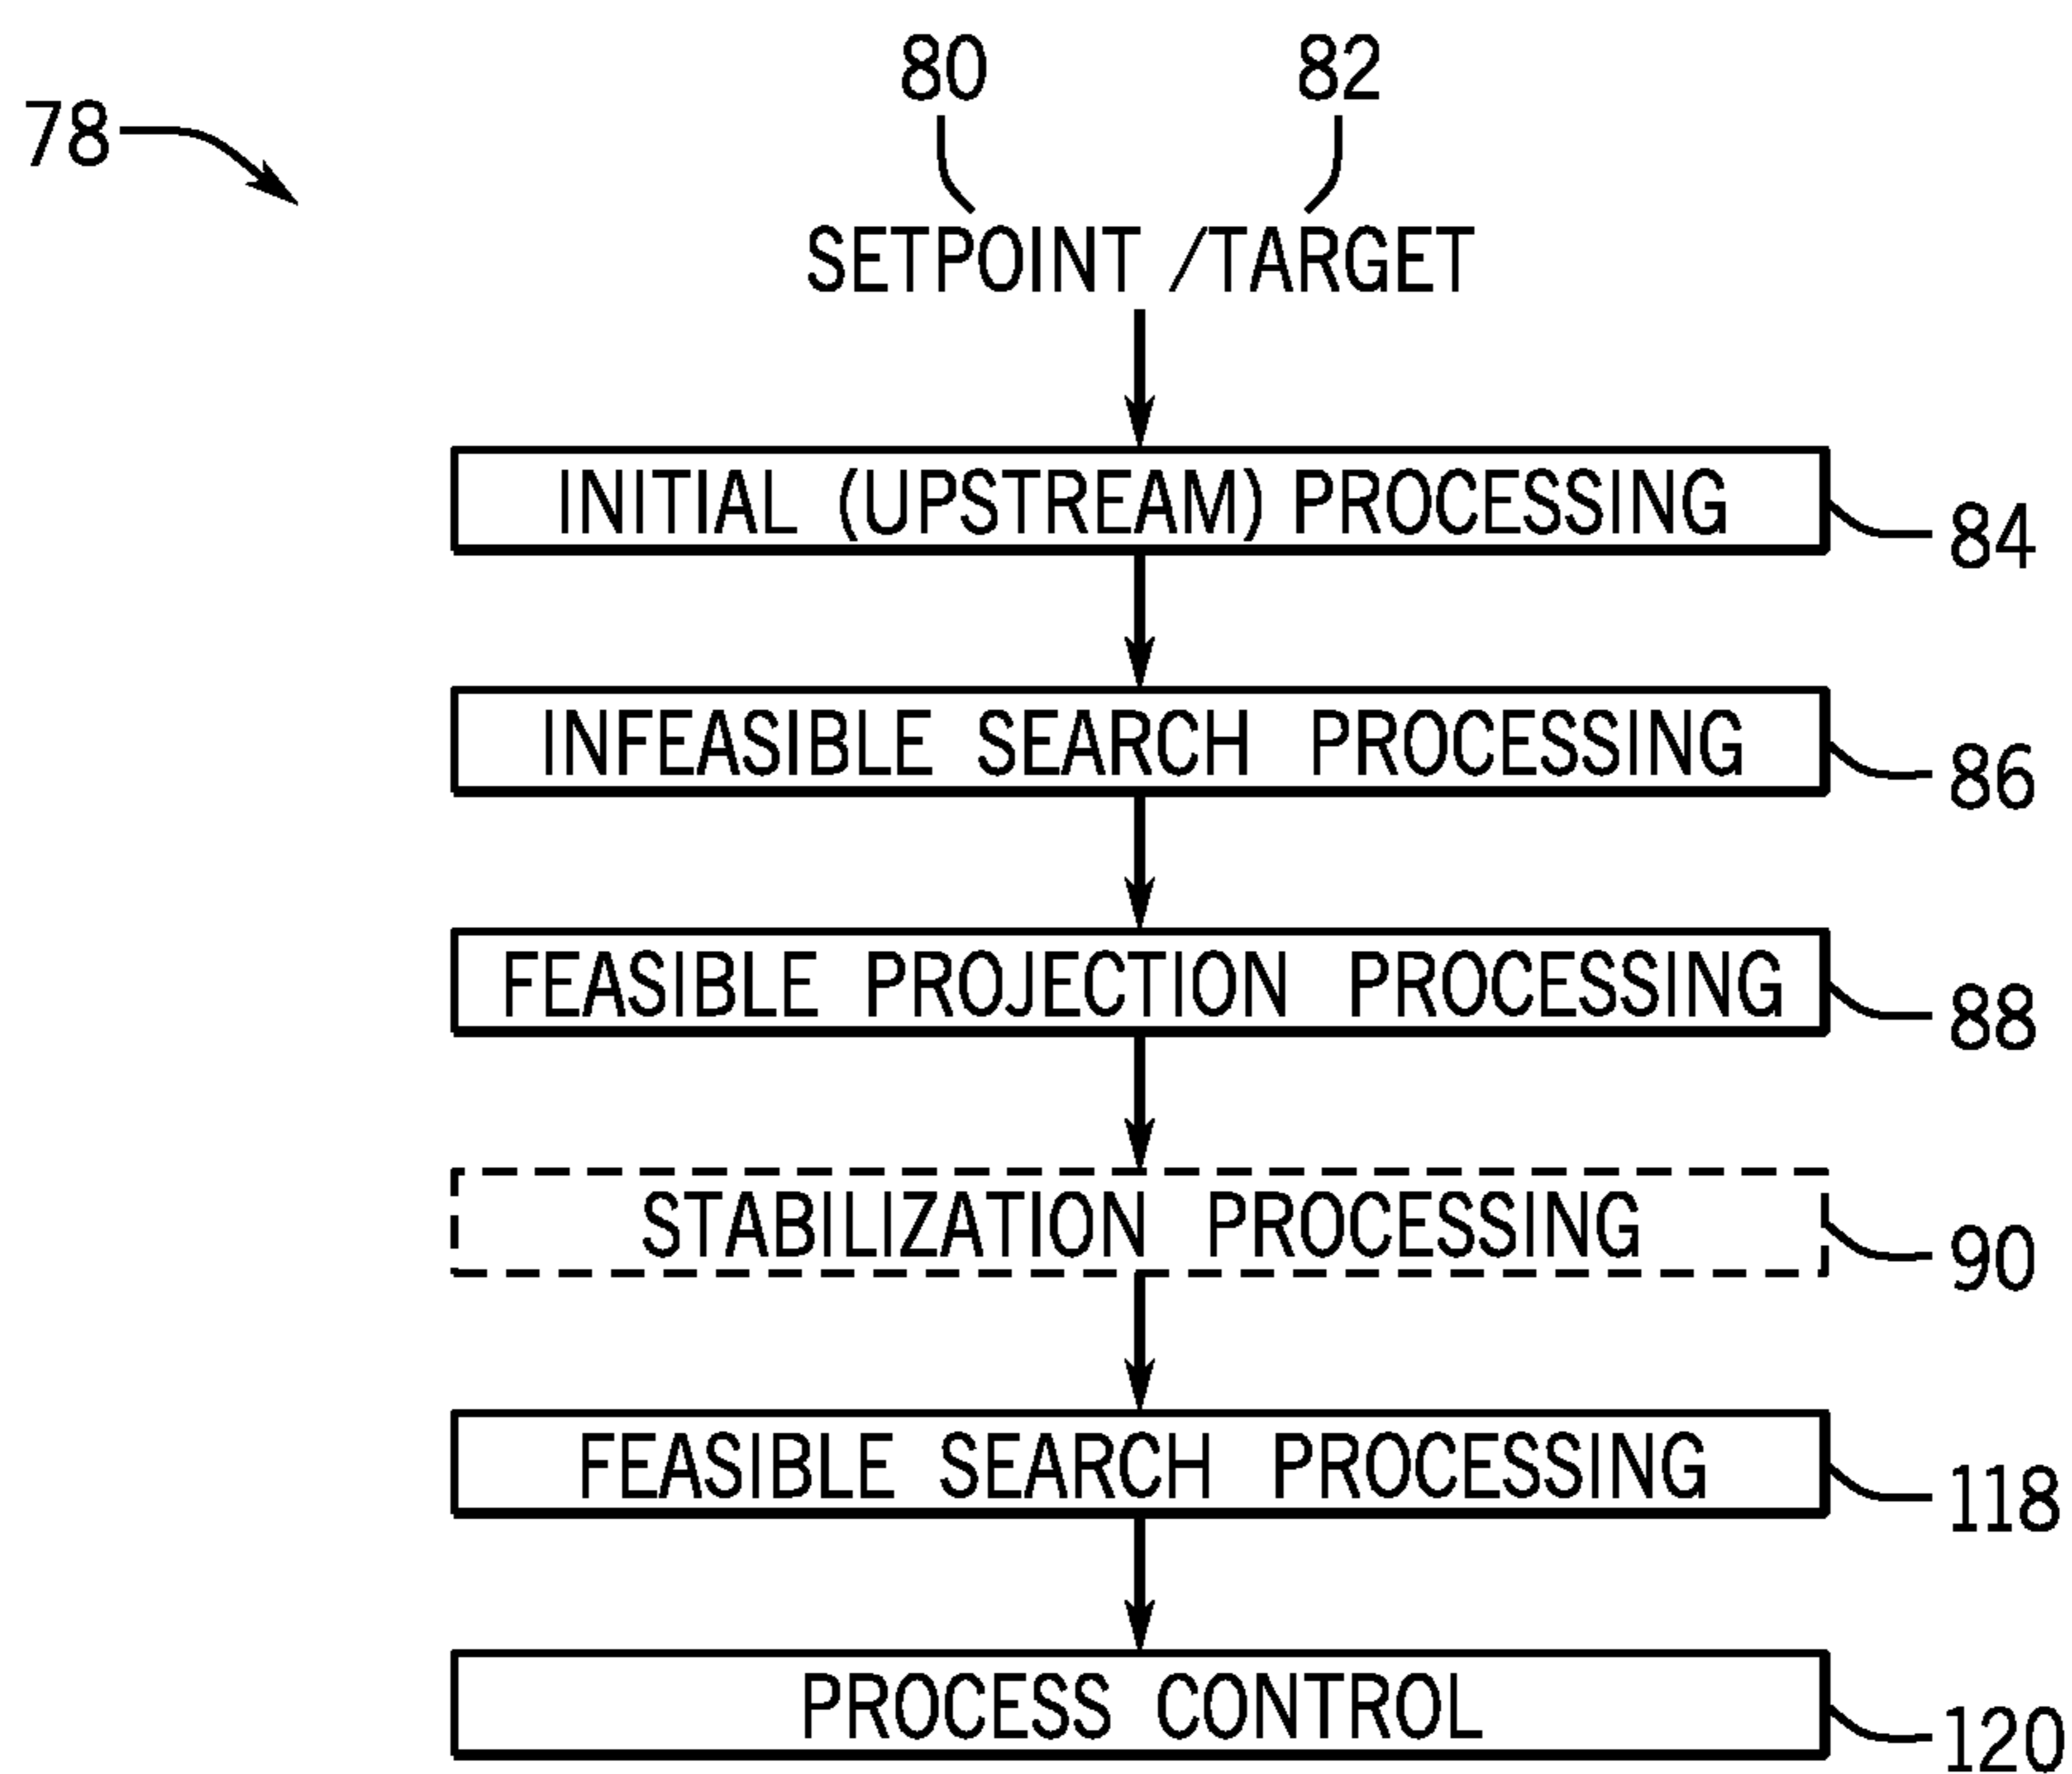 80 82
78
SETPOINT /TARGET
INITIAL (UPSTREAM) PROCESSING
84
INFEASIBLE SEARCH PROCESSING
86
FEASIBLE PROJECTION PROCESSING
88
STABILIZATION PROCESSING
90
FEASIBLE SEARCH PROCESSING
118
PROCESS CONTROL
120